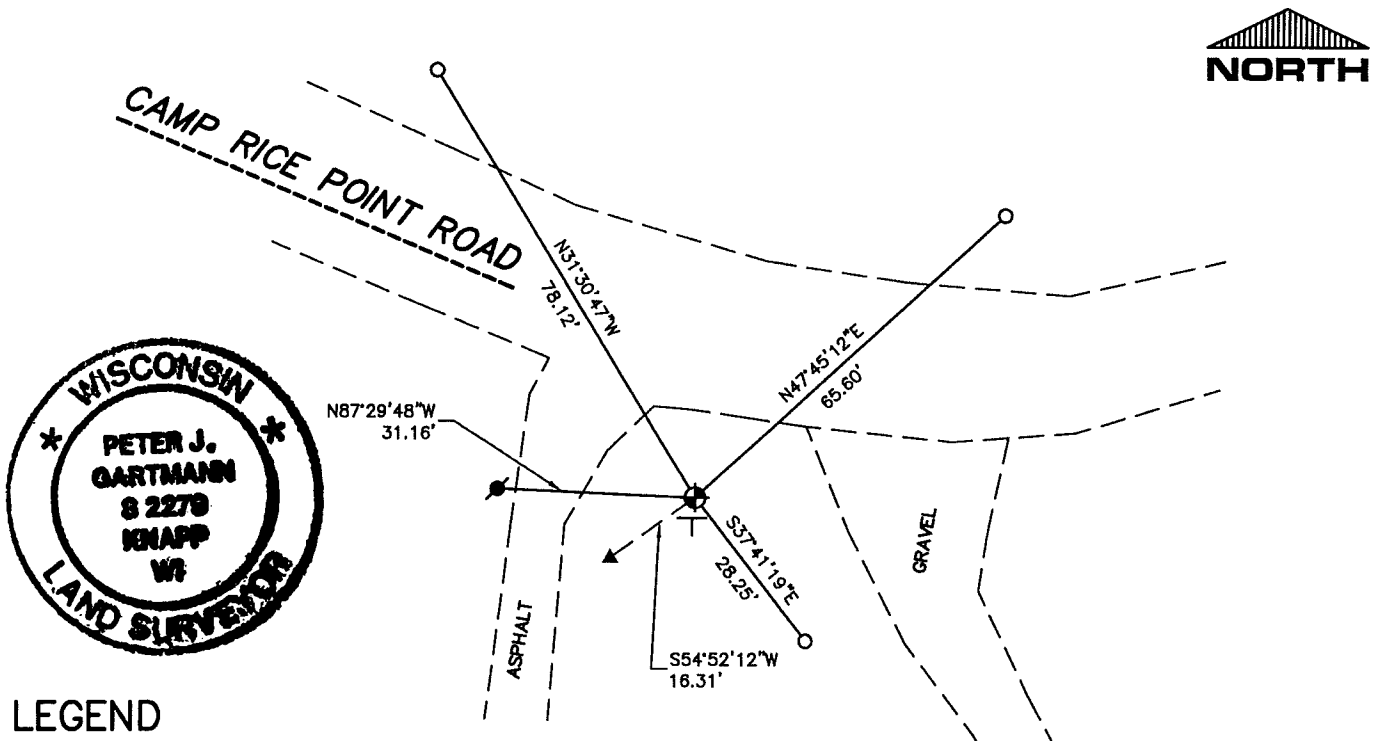 NORTH
CAMP RICE POINT ROAD
N31°30'47"W
78.12'
N47°45'12"E
65.60'
N87°29'48"W
31.16'
WISCONSIN
PETER J.
GARTMANN
S 2279
KNAPP
WI
LAND SURVEYOR
S37°41'19"E
28.25'
GRAVEL
ASPHALT
S54°52'12"W
16.31'
LEGEND